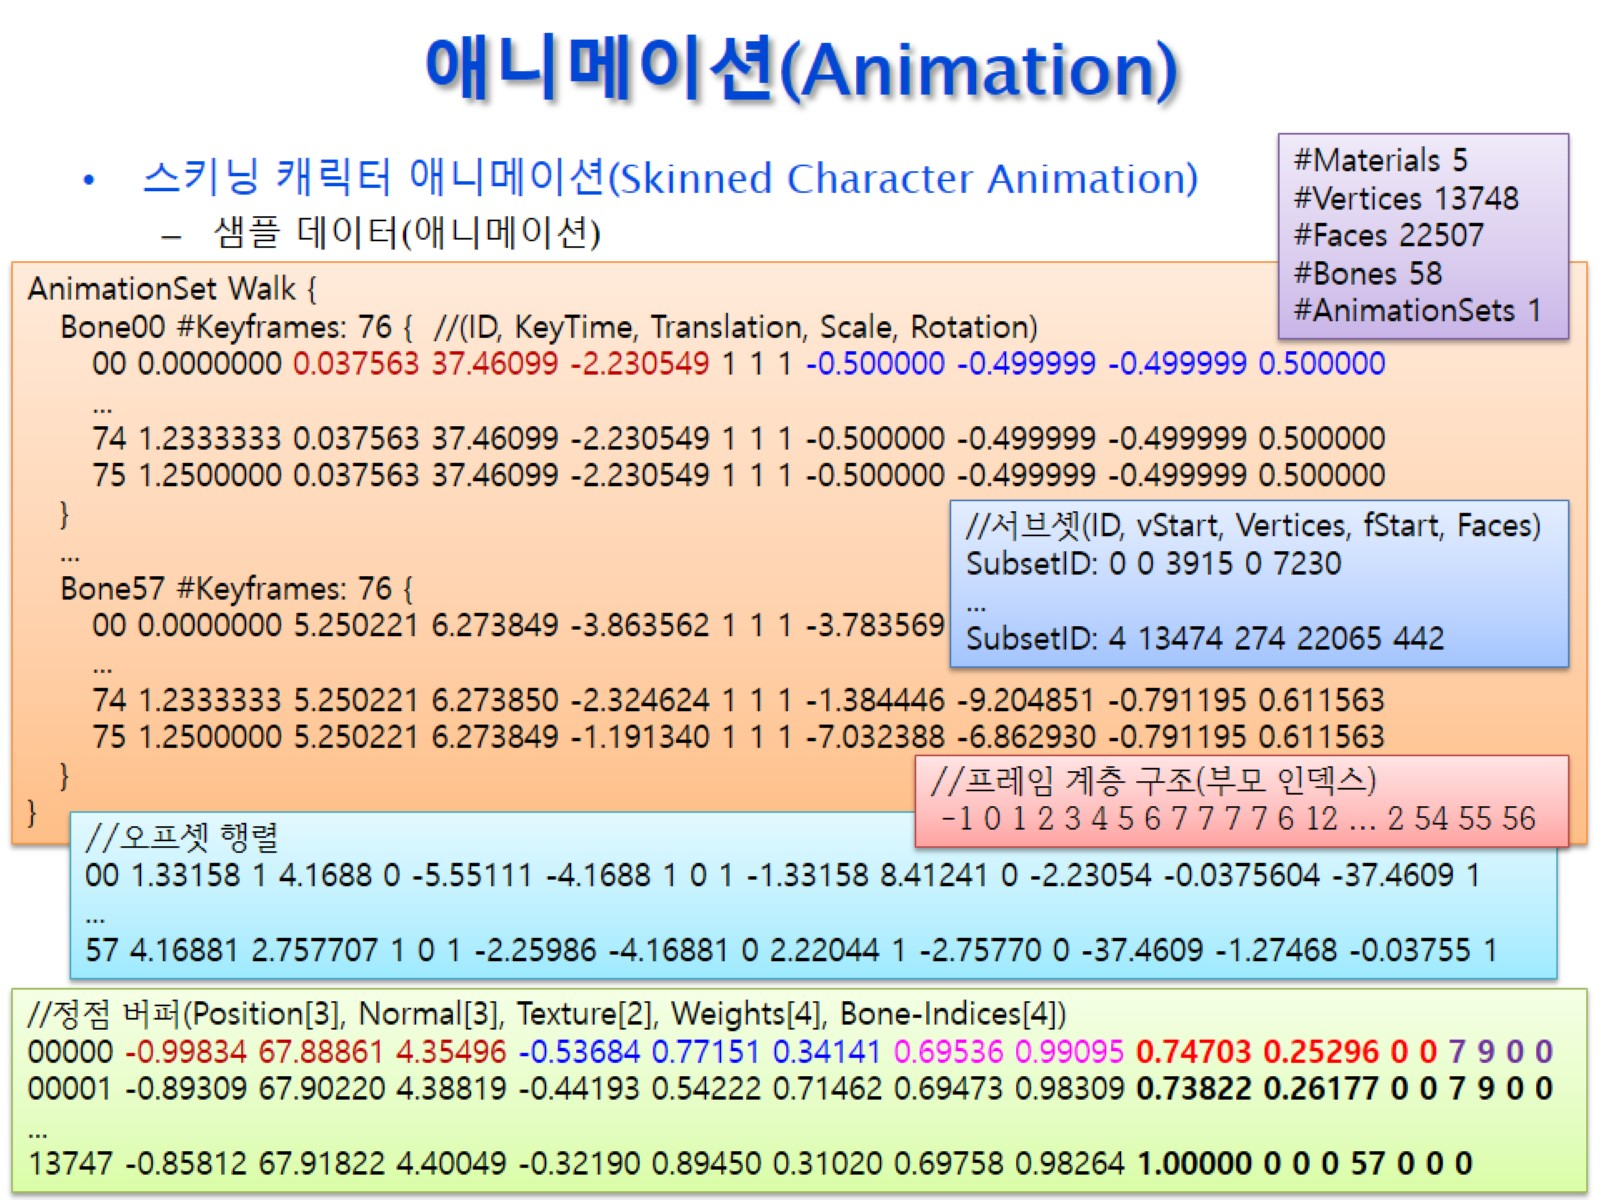 애니메이션(Animation)
• 스키닝 캐릭터 애니메이션(Skinned Character Animation)
– 샘플 데이터(애니메이션)
#Materials 5
#Vertices 13748
#Faces 22507
#Bones 58
#AnimationSets 1
AnimationSet Walk {
Bone00 #Keyframes: 76 { //(ID, KeyTime, Translation, Scale, Rotation)
00 0.0000000 0.037563 37.46099 -2.230549 1 1 1 -0.500000 -0.499999 -0.499999 0.500000
...
74 1.2333333 0.037563 37.46099 -2.230549 1 1 1 -0.500000 -0.499999 -0.499999 0.500000
75 1.2500000 0.037563 37.46099 -2.230549 1 1 1 -0.500000 -0.499999 -0.499999 0.500000
}
...
Bone57 #Keyframes: 76 {
00 0.0000000 5.250221 6.273849 -3.863562 1 1 1 -3.783569
...
74 1.2333333 5.250221 6.273850 -2.324624 1 1 1 -1.384446 -9.204851 -0.791195 0.611563
75 1.2500000 5.250221 6.273849 -1.191340 1 1 1 -7.032388 -6.862930 -0.791195 0.611563
}
}
//서브셋(ID, vStart, Vertices, fStart, Faces)
SubsetID: 0 0 3915 0 7230
...
SubsetID: 4 13474 274 22065 442
//프레임 계층 구조(부모 인덱스)
-1 0 1 2 3 4 5 6 7 7 7 7 6 12 ... 2 54 55 56
//오프셋 행렬
00 1.33158 1 4.1688 0 -5.55111 -4.1688 1 0 1 -1.33158 8.41241 0 -2.23054 -0.0375604 -37.4609 1
...
57 4.16881 2.757707 1 0 1 -2.25986 -4.16881 0 2.22044 1 -2.75770 0 -37.4609 -1.27468 -0.03755 1
//정점 버퍼(Position[3], Normal[3], Texture[2], Weights[4], Bone-Indices[4])
00000 -0.99834 67.88861 4.35496 -0.53684 0.77151 0.34141 0.69536 0.99095 0.74703 0.25296 0 0 7 9 0 0
00001 -0.89309 67.90220 4.38819 -0.44193 0.54222 0.71462 0.69473 0.98309 0.73822 0.26177 0 0 7 9 0 0
...
13747 -0.85812 67.91822 4.40049 -0.32190 0.89450 0.31020 0.69758 0.98264 1.00000 0 0 0 57 0 0 0